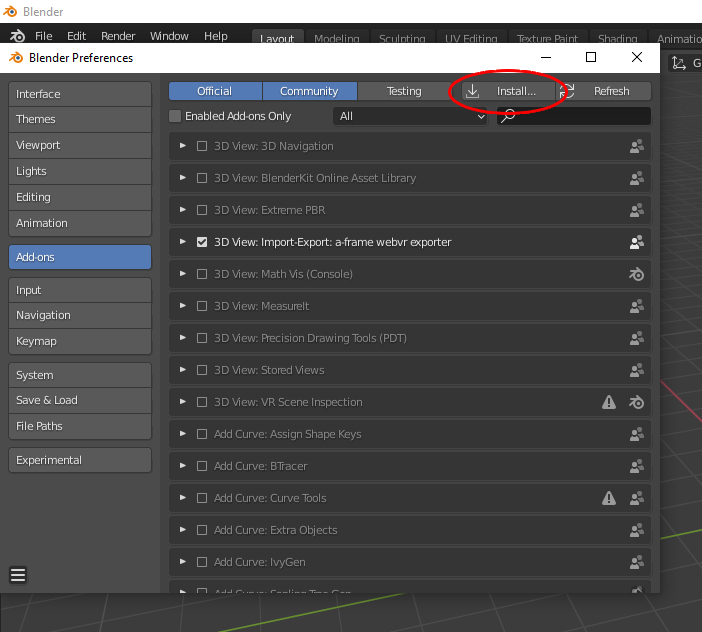 Blender
File Edit Render Window Help Layout Modeling Sculpting UV Editing Texture Paint Shading Animatio
Blender Preferences
G
Interface
Themes
Viewport
Lights
Editing
Animation
Add-ons
Input
Navigation
Keymap
System
Save & Load
File Paths
Experimental
Official Community Testing Install... Refresh
Enabled Add-ons Only All
3D View: 3D Navigation
3D View: BlenderKit Online Asset Library
3D View: Extreme PBR
3D View: Import-Export: a-frame webvr exporter
3D View: Math Vis (Console)
3D View: MeasureIt
3D View: Precision Drawing Tools (PDT)
3D View: Stored Views
3D View: VR Scene Inspection
Add Curve: Assign Shape Keys
Add Curve: BTracer
Add Curve: Curve Tools
Add Curve: Extra Objects
Add Curve: IvyGen
Add Curve: Sapling Tree Gen